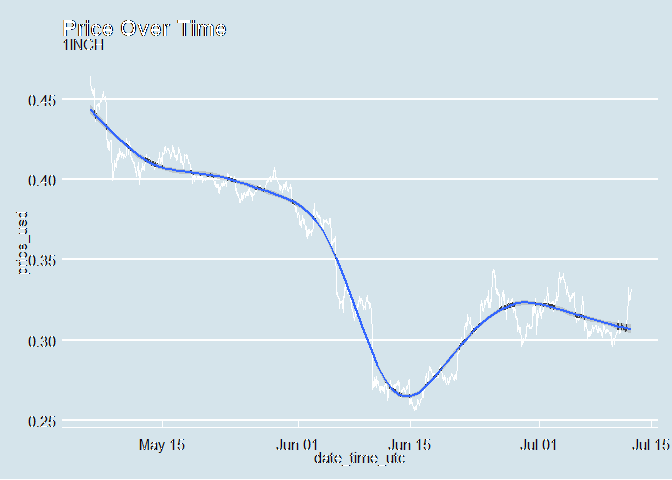 Price Over Time
1INCH
0.45
0.40
price_usd
0.35
0.30
0.25
May 15
Jun 01
Jun 15
Jul 01
Jul 15
date_time_utc